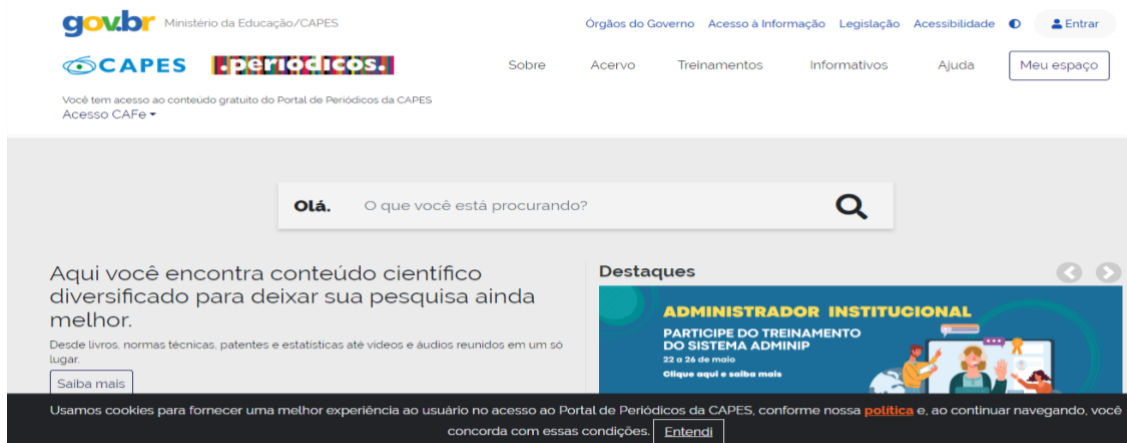 gov.br Ministério da Educação/CAPES Órgãos do Governo Acesso à Informação Legislação Acessibilidade Entrar
CAPES .periódicos. Sobre Acervo Treinamentos Informativos Ajuda Meu espaço
Você tem acesso ao conteúdo gratuito do Portal de Periódicos da CAPES
Acesso CAFe
Olá. O que você está procurando?
Aqui você encontra conteúdo científico
diversificado para deixar sua pesquisa ainda
melhor.
Desde livros, normas técnicas, patentes e estatísticas até vídeos e áudios reunidos em um só
lugar.
Saiba mais
Destaques
ADMINISTRADOR INSTITUCIONAL
PARTICIPE DO TREINAMENTO
DO SISTEMA ADMINIP
22 a 26 de maio
Clique aqui e saiba mais
Usamos cookies para fornecer uma melhor experiência ao usuário no acesso ao Portal de Periódicos da CAPES, conforme nossa política e, ao continuar navegando, você
concorda com essas condições. Entendi